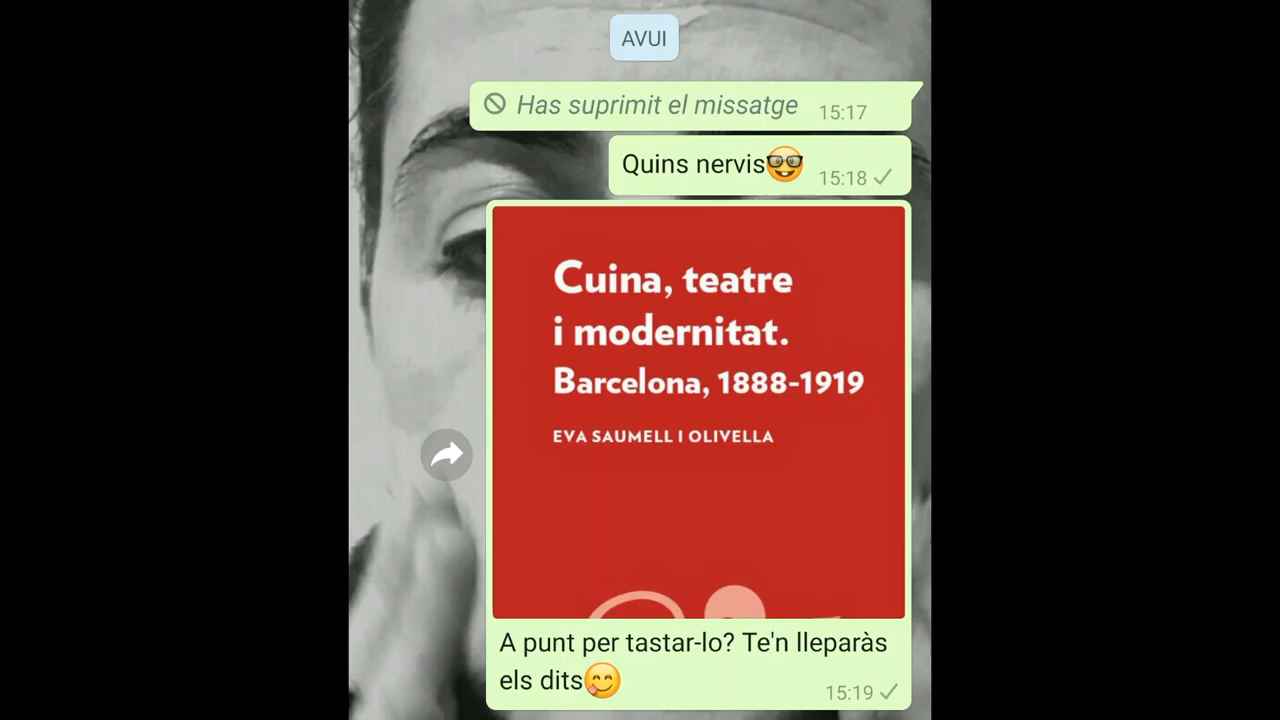 AVUI
Has suprimit el missatge 15:17
Quins nervis🤓 15:18
Cuina, teatre
i modernitat.
Barcelona, 1888-1919
EVA SAUMELL I OLIVELLA
A punt per tastar-lo? Te'n lleparàs
els dits😋 15:19